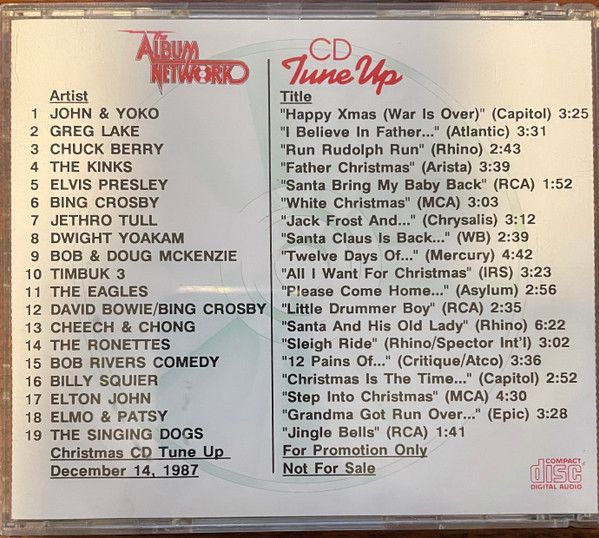 The ALBUM NETWORK CD Tune Up
Artist Title
1 JOHN & YOKO "Happy Xmas (War Is Over)" (Capitol) 3:25
2 GREG LAKE "I Believe In Father..." (Atlantic) 3:31
3 CHUCK BERRY "Run Rudolph Run" (Rhino) 2:43
4 THE KINKS "Father Christmas" (Arista) 3:39
5 ELVIS PRESLEY "Santa Bring My Baby Back" (RCA) 1:52
6 BING CROSBY "White Christmas" (MCA) 3:03
7 JETHRO TULL "Jack Frost And..." (Chrysalis) 3:12
8 DWIGHT YOAKAM "Santa Claus Is Back..." (WB) 2:39
9 BOB & DOUG MCKENZIE "Twelve Days Of..." (Mercury) 4:42
10 TIMBUK 3 "All I Want For Christmas" (IRS) 3:23
11 THE EAGLES "Please Come Home..." (Asylum) 2:56
12 DAVID BOWIE/BING CROSBY "Little Drummer Boy" (RCA) 2:35
13 CHEECH & CHONG "Santa And His Old Lady" (Rhino) 6:22
14 THE RONETTES "Sleigh Ride" (Rhino/Spector Int'l) 3:02
15 BOB RIVERS COMEDY "12 Pains Of..." (Critique/Atco) 3:36
16 BILLY SQUIER "Christmas Is The Time..." (Capitol) 2:52
17 ELTON JOHN "Step Into Christmas" (MCA) 4:30
18 ELMO & PATSY "Grandma Got Run Over..." (Epic) 3:28
19 THE SINGING DOGS "Jingle Bells" (RCA) 1:41
Christmas CD Tune Up For Promotion Only
December 14, 1987 Not For Sale
COMPACT
disc
DIGITAL AUDIO